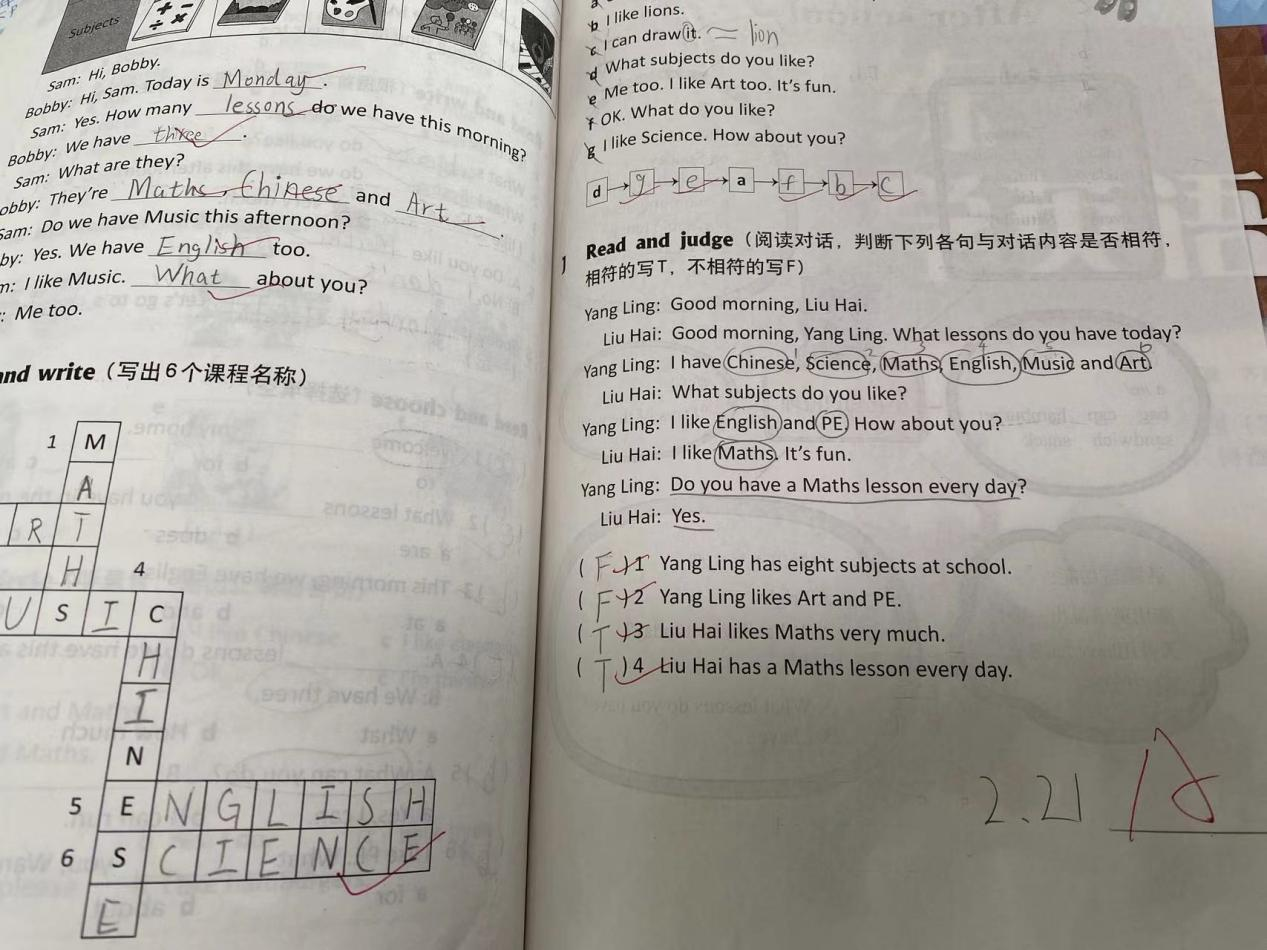 Subjects
Sam: Hi, Bobby.
Bobby: Hi, Sam. Today is Monday.
Sam: Yes. How many lessons do we have this morning?
Bobby: We have three.
Sam: What are they?
obby: They're Maths, Chinese and Art.
Sam: Do we have Music this afternoon?
by: Yes. We have English too.
m: I like Music. What about you?
: Me too.
and write（写出6个课程名称）
1 M
A
R T
H 4
U S I C
H
I
N
5 E N G L I S H
6 S C I E N C E
E
a
b I like lions.
c I can draw it. = lion
d What subjects do you like?
e Me too. I like Art too. It's fun.
f OK. What do you like?
g I like Science. How about you?
d → g → e → a → f → b → c
Read and judge（阅读对话，判断下列各句与对话内容是否相符，
相符的写T，不相符的写F）
Yang Ling: Good morning, Liu Hai.
Liu Hai: Good morning, Yang Ling. What lessons do you have today?
1 2 3 4 5 6
Yang Ling: I have Chinese, Science, Maths, English, Music and Art.
Liu Hai: What subjects do you like?
Yang Ling: I like English and PE. How about you?
Liu Hai: I like Maths. It's fun.
Yang Ling: Do you have a Maths lesson every day?
Liu Hai: Yes.
( F ) 1 Yang Ling has eight subjects at school.
( F ) 2 Yang Ling likes Art and PE.
( T ) 3 Liu Hai likes Maths very much.
( T ) 4 Liu Hai has a Maths lesson every day.
2.21